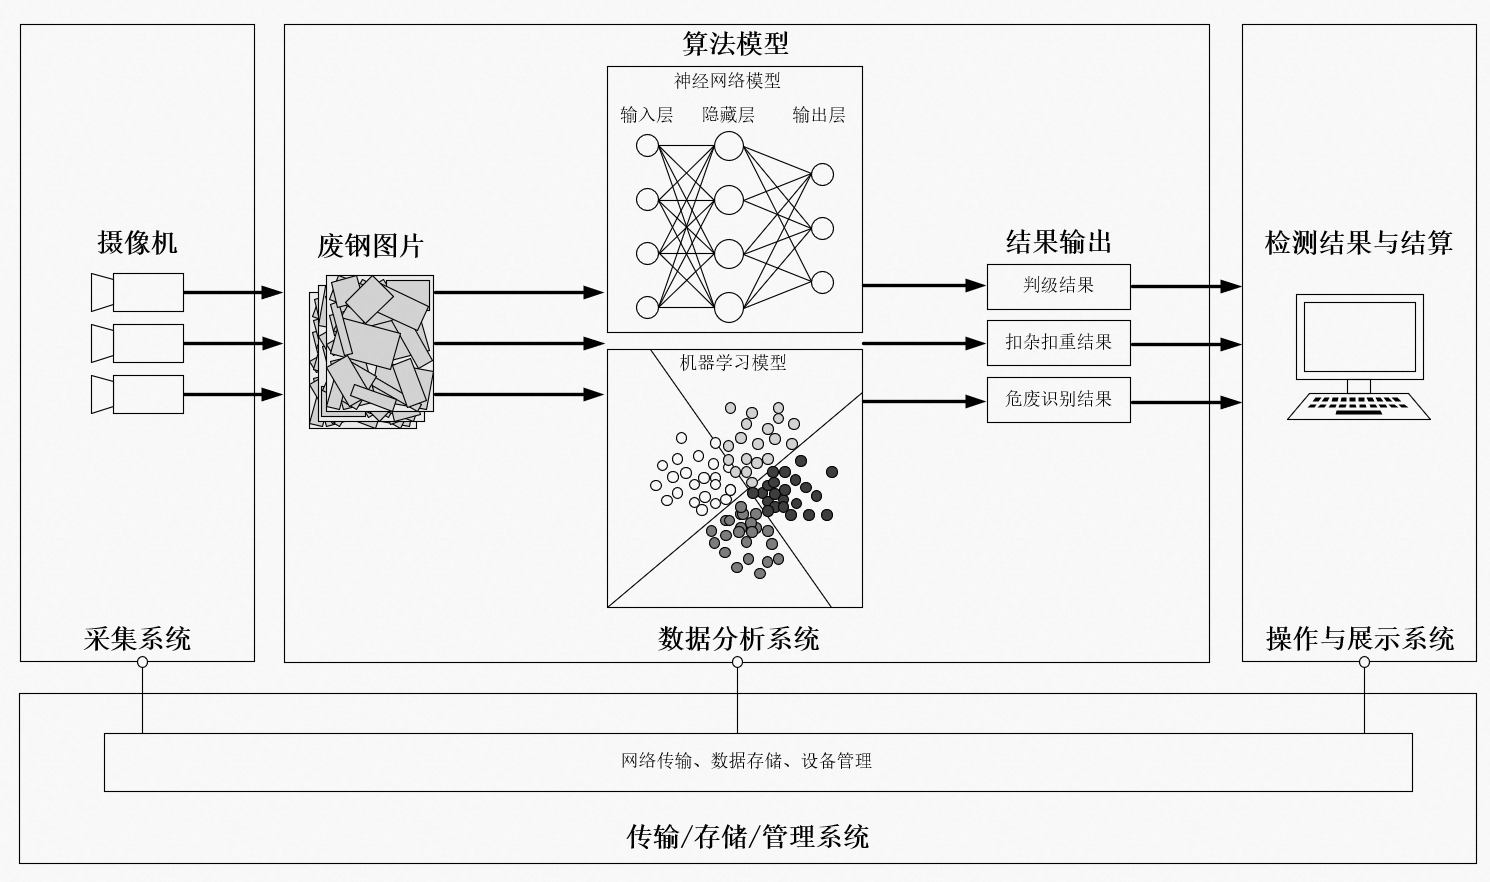 算法模型
神经网络模型
输入层
隐藏层
输出层
摄像机
废钢图片
结果输出
检测结果与结算
判级结果
扣杂扣重结果
危废识别结果
机器学习模型
采集系统
数据分析系统
操作与展示系统
网络传输、数据存储、设备管理
传输/存储/管理系统